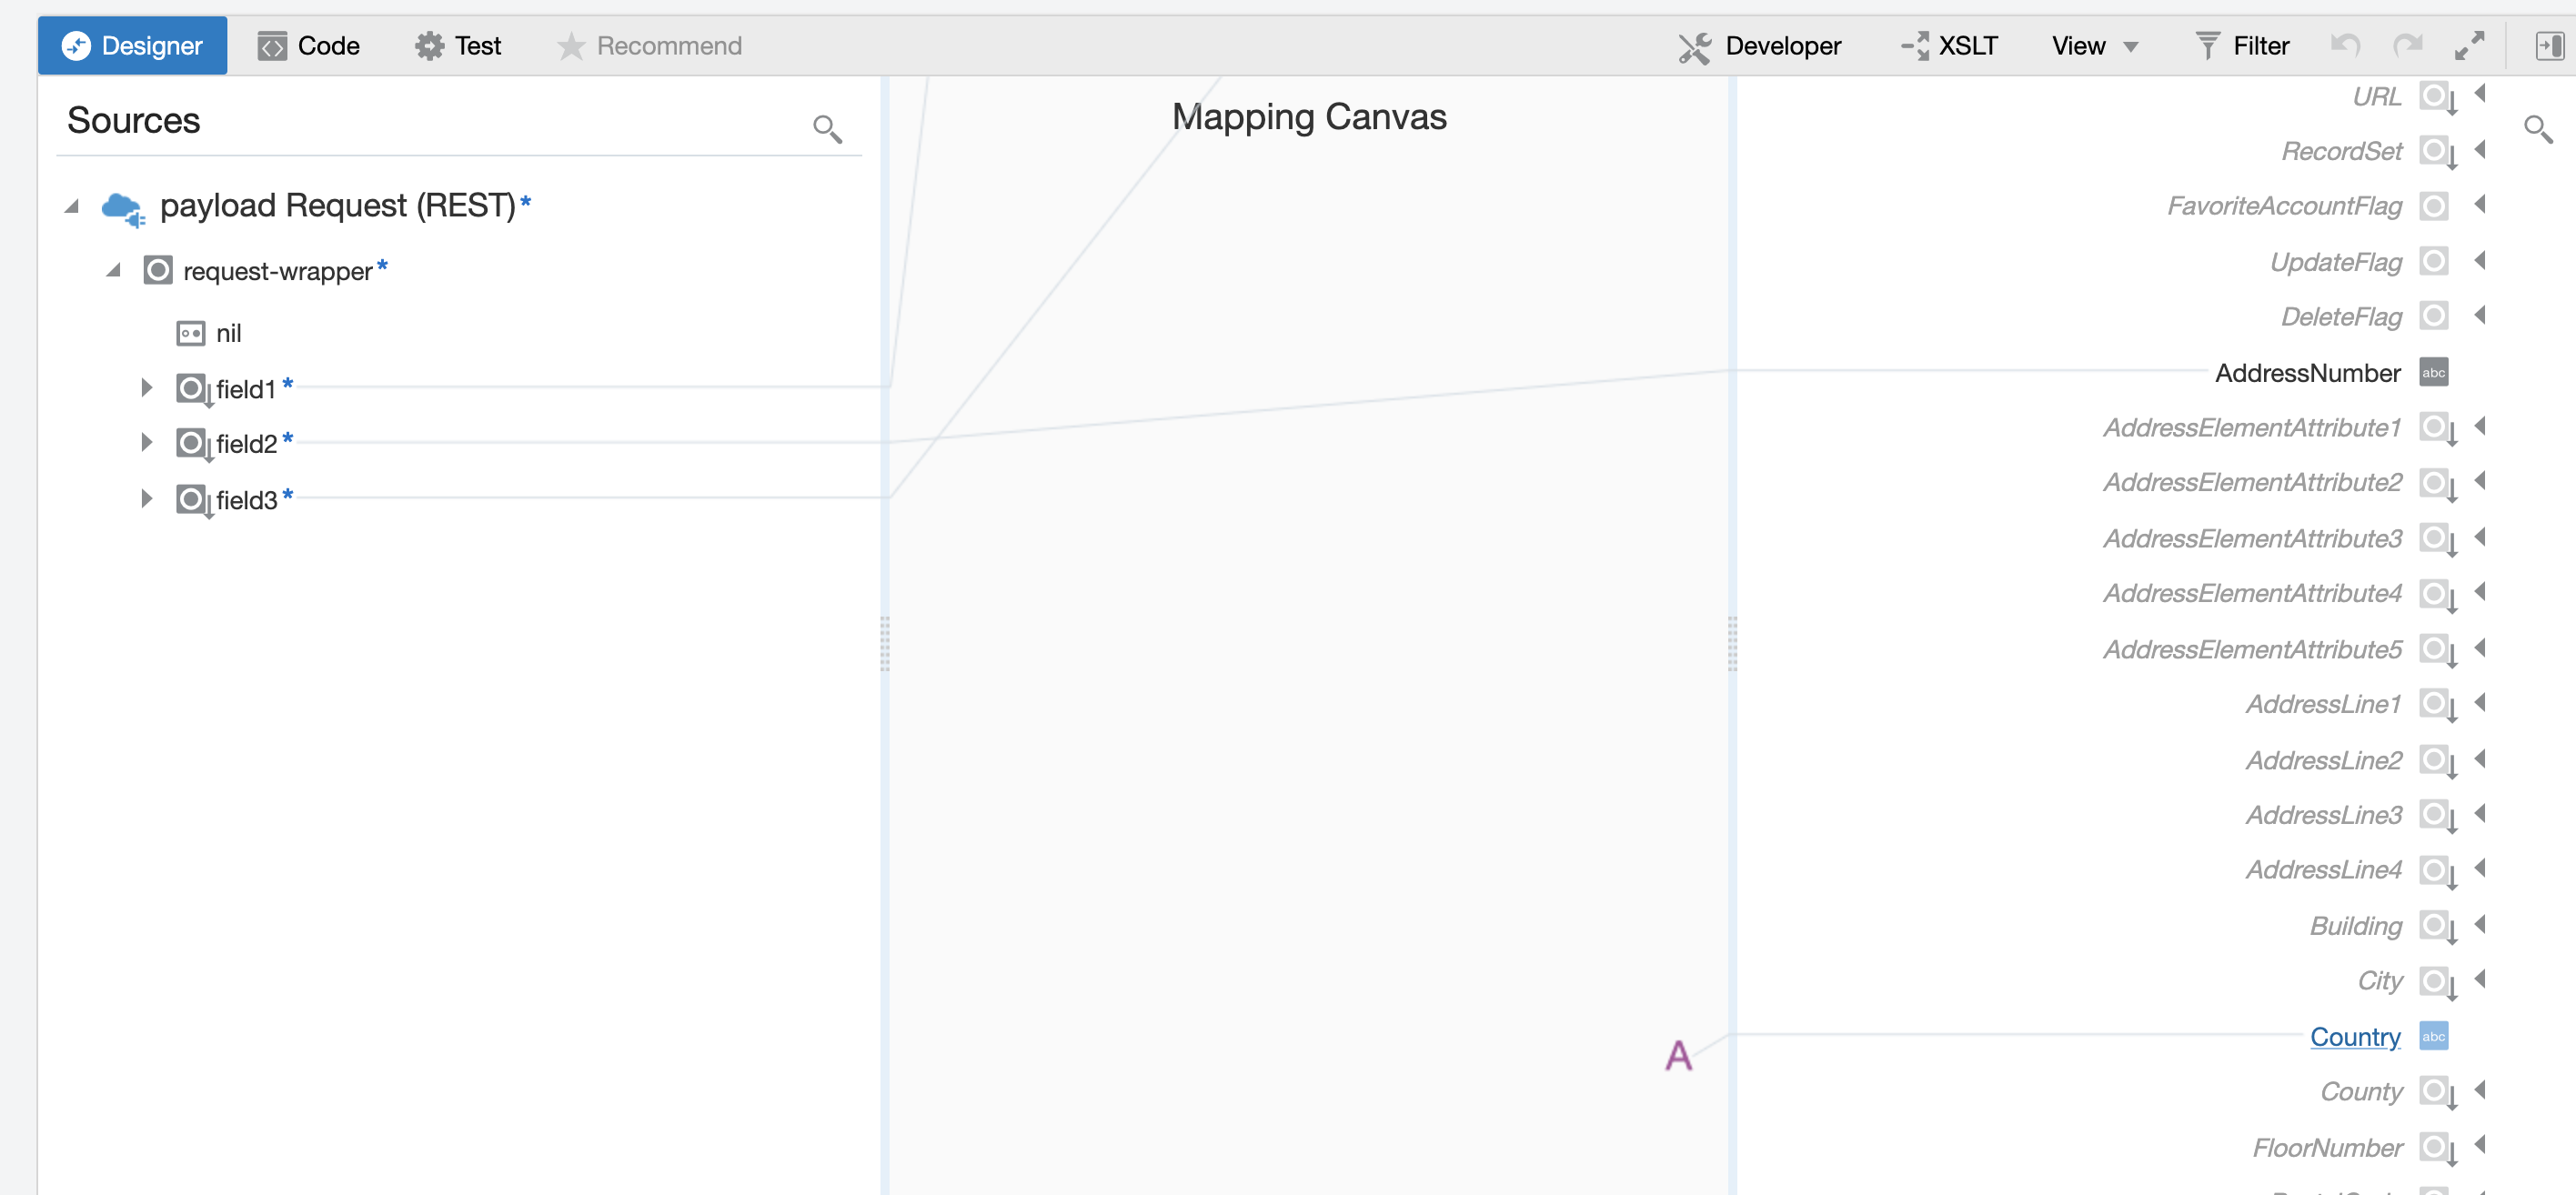 Designer Code Test Recommend Developer XSLT View Filter
Sources
Mapping Canvas
payload Request (REST)*
request-wrapper*
nil
field1*
field2*
field3*
URL
RecordSet
FavoriteAccountFlag
UpdateFlag
DeleteFlag
AddressNumber abc
AddressElementAttribute1
AddressElementAttribute2
AddressElementAttribute3
AddressElementAttribute4
AddressElementAttribute5
AddressLine1
AddressLine2
AddressLine3
AddressLine4
Building
City
A Country abc
County
FloorNumber